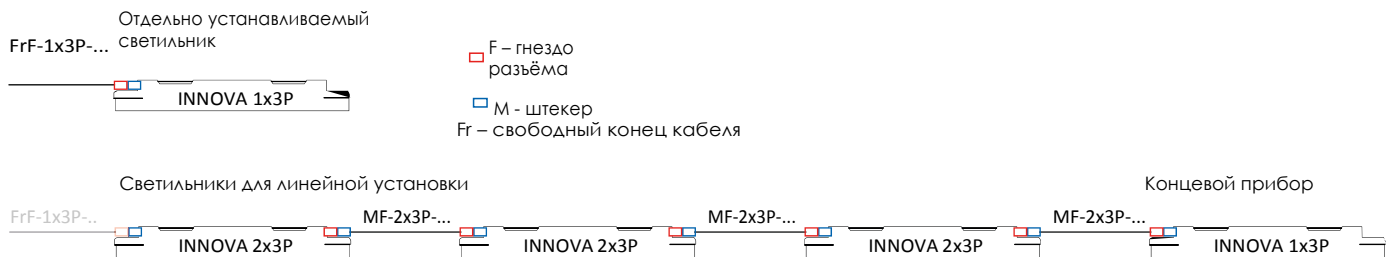 Отдельно устанавливаемый
светильник
FrF-1x3P-...
INNOVA 1x3P
F – гнездо
разъёма
M - штекер
Fr – свободный конец кабеля
Светильники для линейной установки
Концевой прибор
FrF-1x3P-..
MF-2x3P-...
MF-2x3P-...
MF-2x3P-...
INNOVA 2x3P
INNOVA 2x3P
INNOVA 2x3P
INNOVA 1x3P